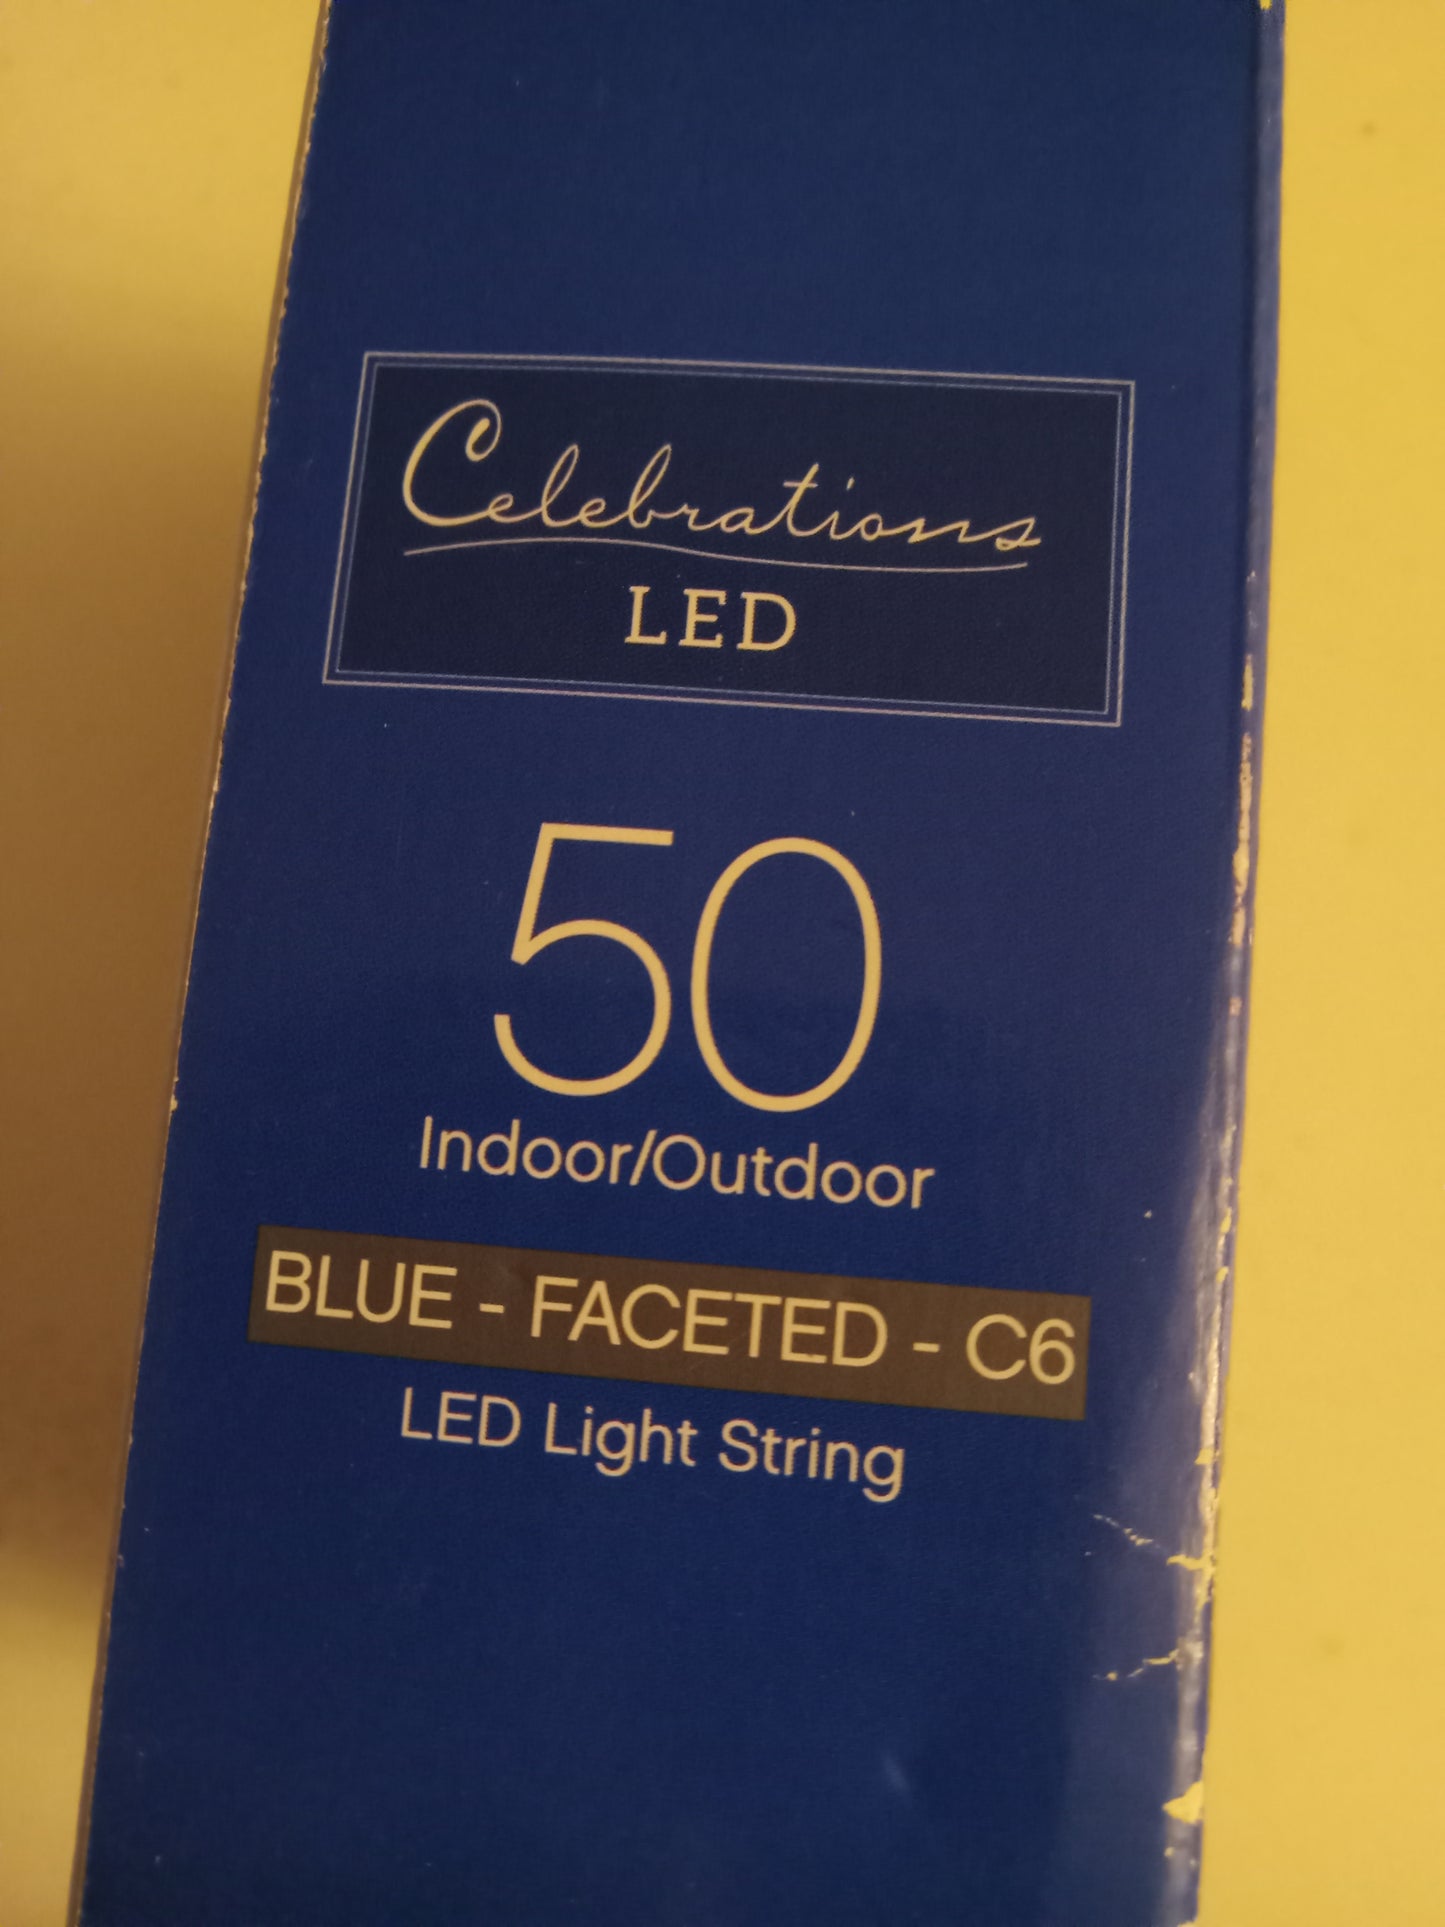 Celebrations
LED
50
Indoor/Outdoor
BLUE - FACETED - C6
LED Light String